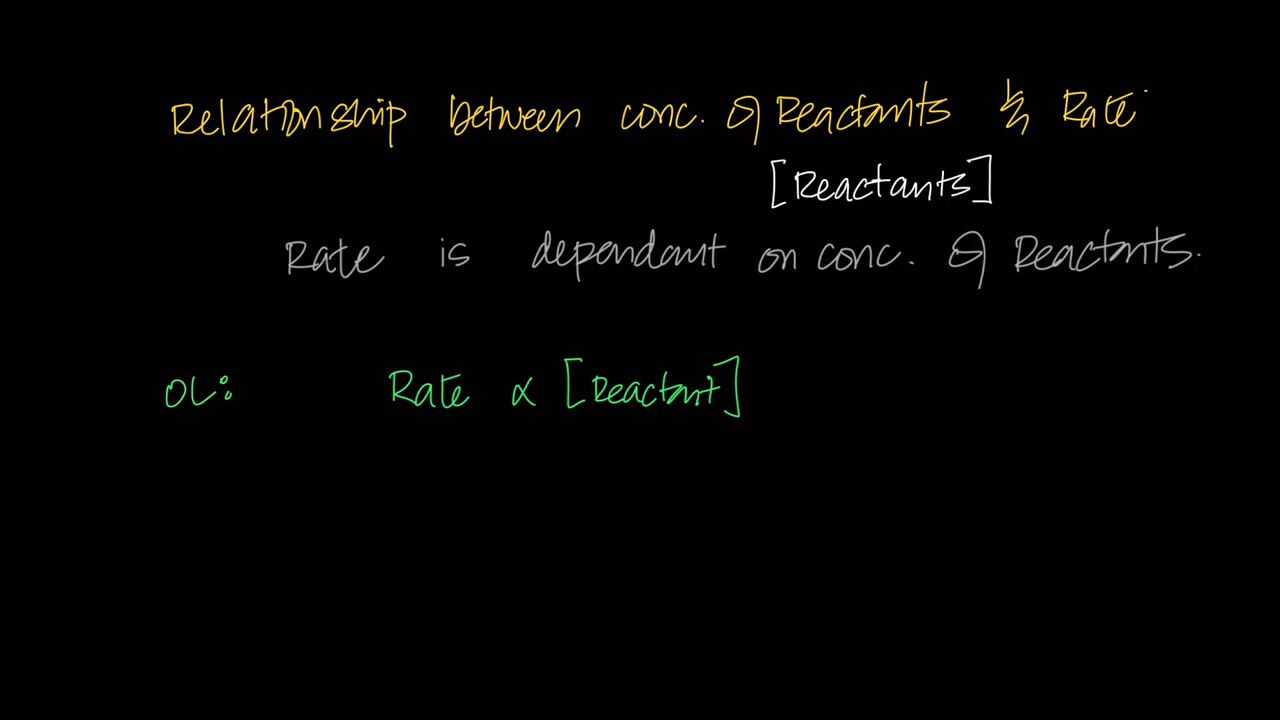 Relationship between conc. of Reactants & Rate
[Reactants]
Rate is dependant on conc. of Reactants.
OL: Rate ∝ [Reactant]